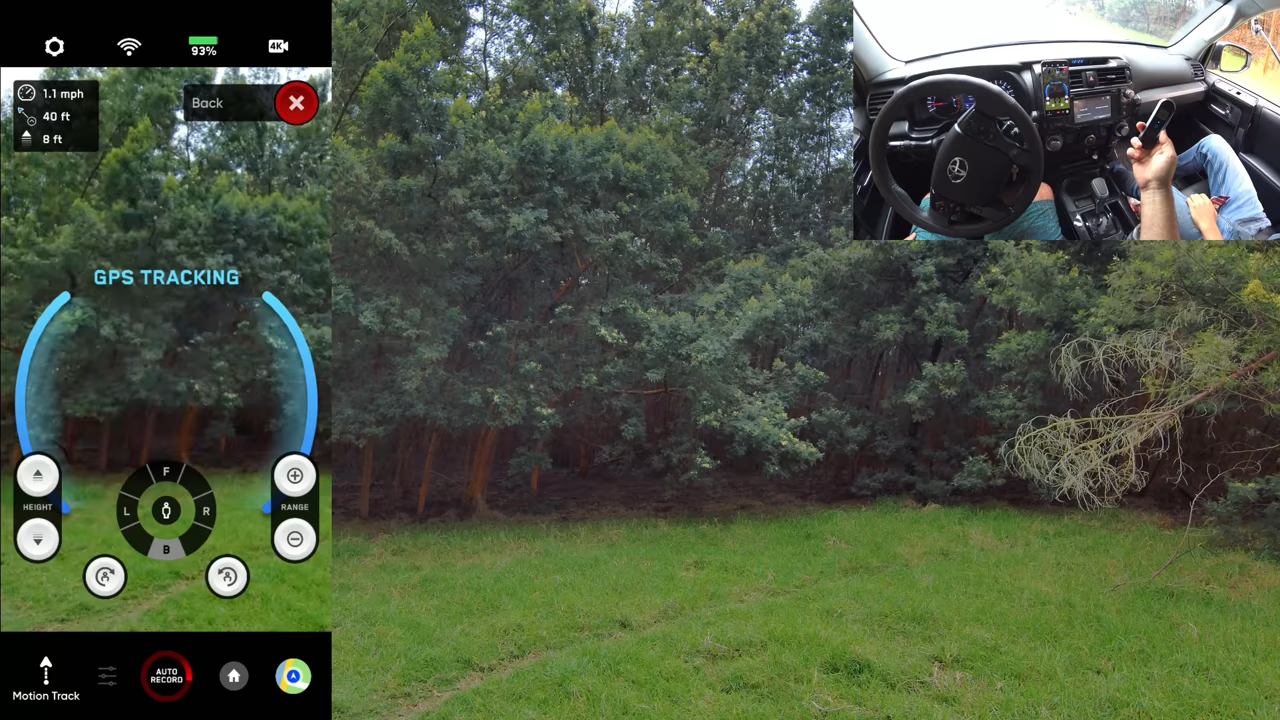 93%
4K
1.1 mph
40 ft
8 ft
Back
GPS TRACKING
F
L
R
B
HEIGHT
RANGE
AUTO
RECORD
Motion Track